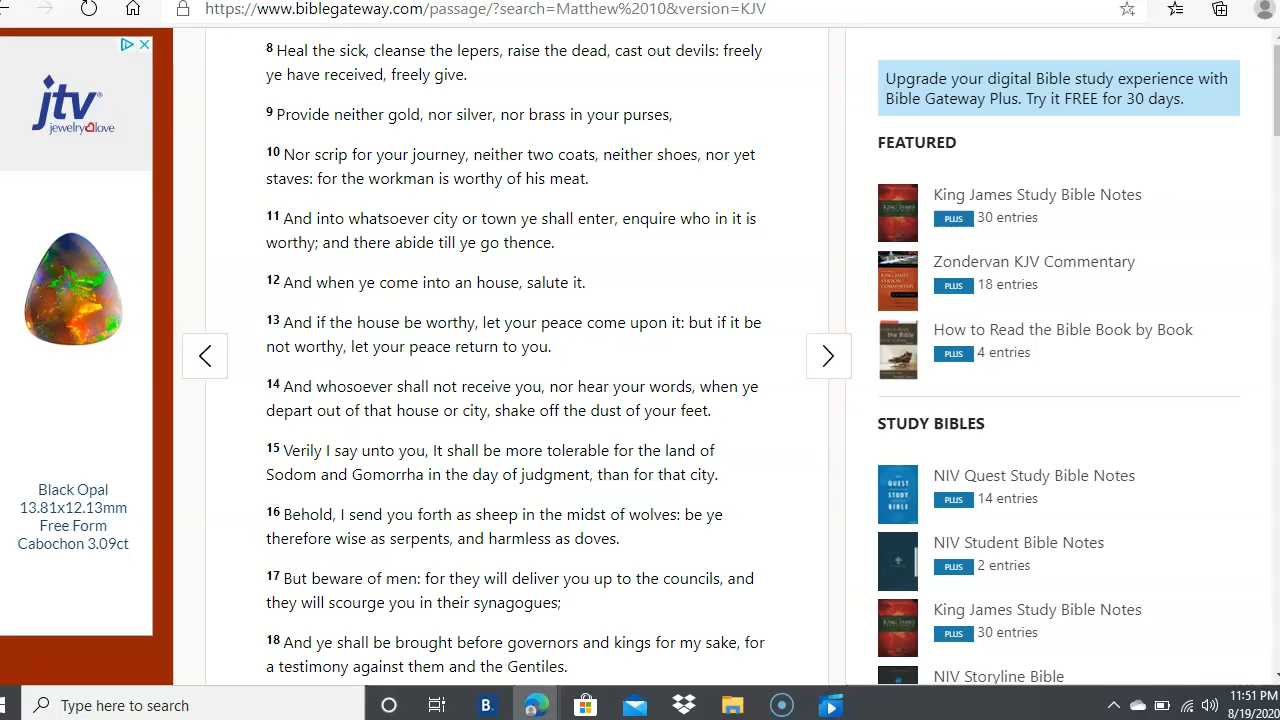 https://www.biblegateway.com/passage/?search=Matthew%2010&version=KJV
jtv
jewelry love
Black Opal
13.81x12.13mm
Free Form
Cabochon 3.09ct
8 Heal the sick, cleanse the lepers, raise the dead, cast out devils: freely
ye have received, freely give.
9 Provide neither gold, nor silver, nor brass in your purses,
10 Nor scrip for your journey, neither two coats, neither shoes, nor yet
staves: for the workman is worthy of his meat.
11 And into whatsoever city or town ye shall enter, enquire who in it is
worthy; and there abide till ye go thence.
12 And when ye come into an house, salute it.
13 And if the house be worthy, let your peace come upon it: but if it be
not worthy, let your peace return to you.
14 And whosoever shall not receive you, nor hear your words, when ye
depart out of that house or city, shake off the dust of your feet.
15 Verily I say unto you, It shall be more tolerable for the land of
Sodom and Gomorrha in the day of judgment, than for that city.
16 Behold, I send you forth as sheep in the midst of wolves: be ye
therefore wise as serpents, and harmless as doves.
17 But beware of men: for they will deliver you up to the councils, and
they will scourge you in their synagogues;
18 And ye shall be brought before governors and kings for my sake, for
a testimony against them and the Gentiles.
Upgrade your digital Bible study experience with
Bible Gateway Plus. Try it FREE for 30 days.
FEATURED
King James Study Bible Notes
PLUS 30 entries
Zondervan KJV Commentary
PLUS 18 entries
How to Read the Bible Book by Book
PLUS 4 entries
STUDY BIBLES
NIV Quest Study Bible Notes
PLUS 14 entries
QUEST
STUDY
BIBLE
NIV Student Bible Notes
PLUS 2 entries
King James Study Bible Notes
PLUS 30 entries
NIV Storyline Bible
Type here to search
B
11:51 PM
8/19/2020